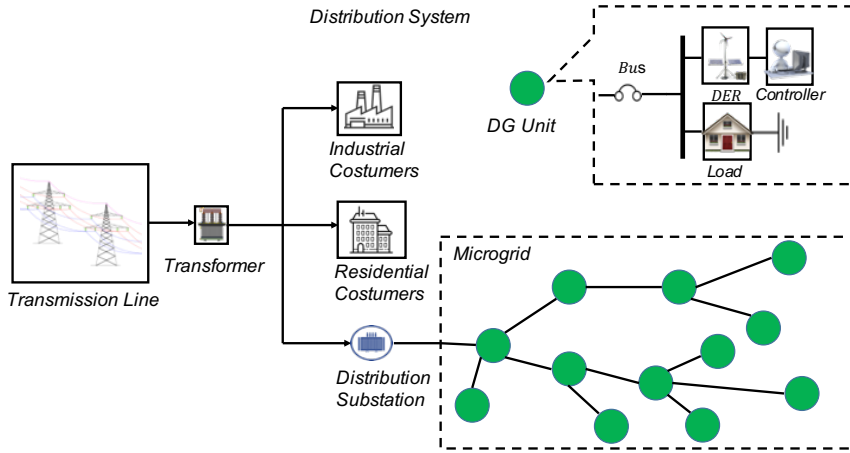 Distribution System
Bus
DER
Controller
DG Unit
Load
Industrial
Costumers
Transmission Line
Transformer
Residential
Costumers
Microgrid
Distribution
Substation